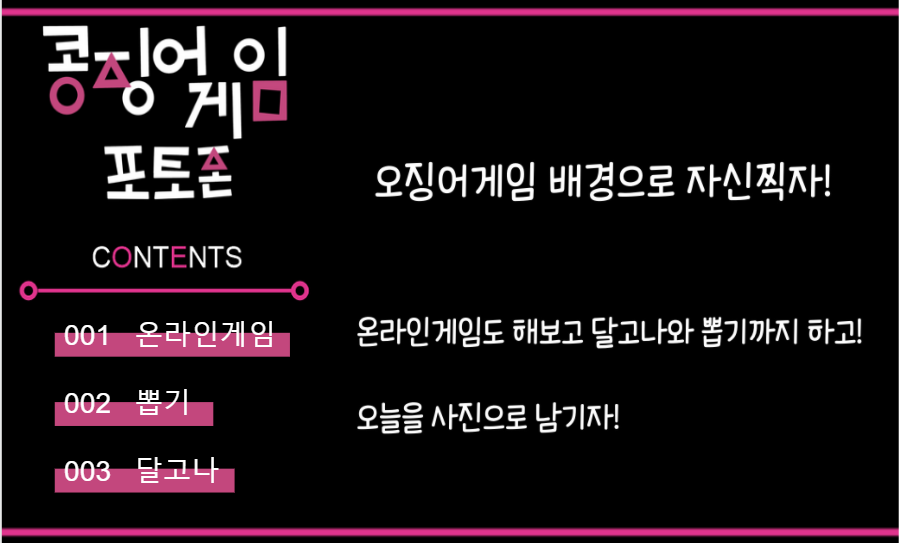 콩징어게임
포토존
CONTENTS
001 온라인게임
002 뽑기
003 달고나
오징어게임 배경으로 자신찍자!
온라인게임도 해보고 달고나와 뽑기까지 하고!
오늘을 사진으로 남기자!